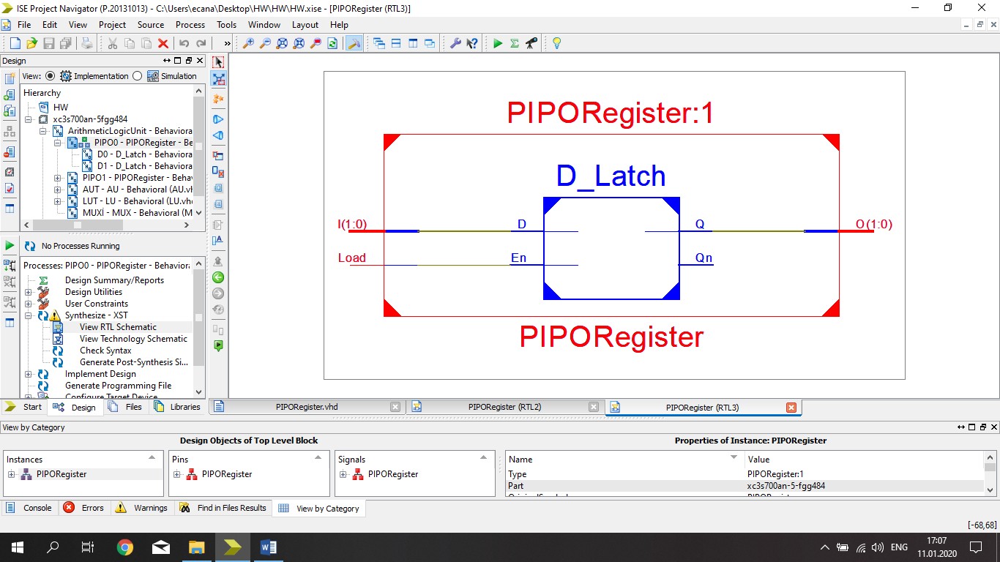 ISE Project Navigator (P.20131013) - C:\Users\ecana\Desktop\HW\HW\HW.xise - [PIPORegister (RTL3)]
File Edit View Project Source Process Tools Window Layout Help
Design
View: Implementation Simulation
Hierarchy
HW
xc3s700an-5fgg484
ArithmeticLogicUnit - Behaviora
PIPO0 - PIPORegister - Be
D0 - D_Latch - Behaviora
D1 - D_Latch - Behaviora
PIPO1 - PIPORegister - Behav
AUT - AU - Behavioral (AU.vh
LUT - LU - Behavioral (LU.vhd
MUXİ - MUX - Behavioral (M
No Processes Running
Processes: PIPO0 - PIPORegister - Behavior
Design Summary/Reports
Design Utilities
User Constraints
Synthesize - XST
View RTL Schematic
View Technology Schematic
Check Syntax
Generate Post-Synthesis Si...
Implement Design
Generate Programming File
Configure Target Device
Start Design Files Libraries
PIPORegister:1
D_Latch
I(1:0) D Q O(1:0)
Load En Qn
PIPORegister
PIPORegister.vhd PIPORegister (RTL2) PIPORegister (RTL3)
View by Category
Design Objects of Top Level Block Properties of Instance: PIPORegister
Instances Pins Signals Name Value
PIPORegister PIPORegister PIPORegister Type PIPORegister:1
Part xc3s700an-5-fgg484
Console Errors Warnings Find in Files Results View by Category
[-68,68]
ENG 17:07
11.01.2020